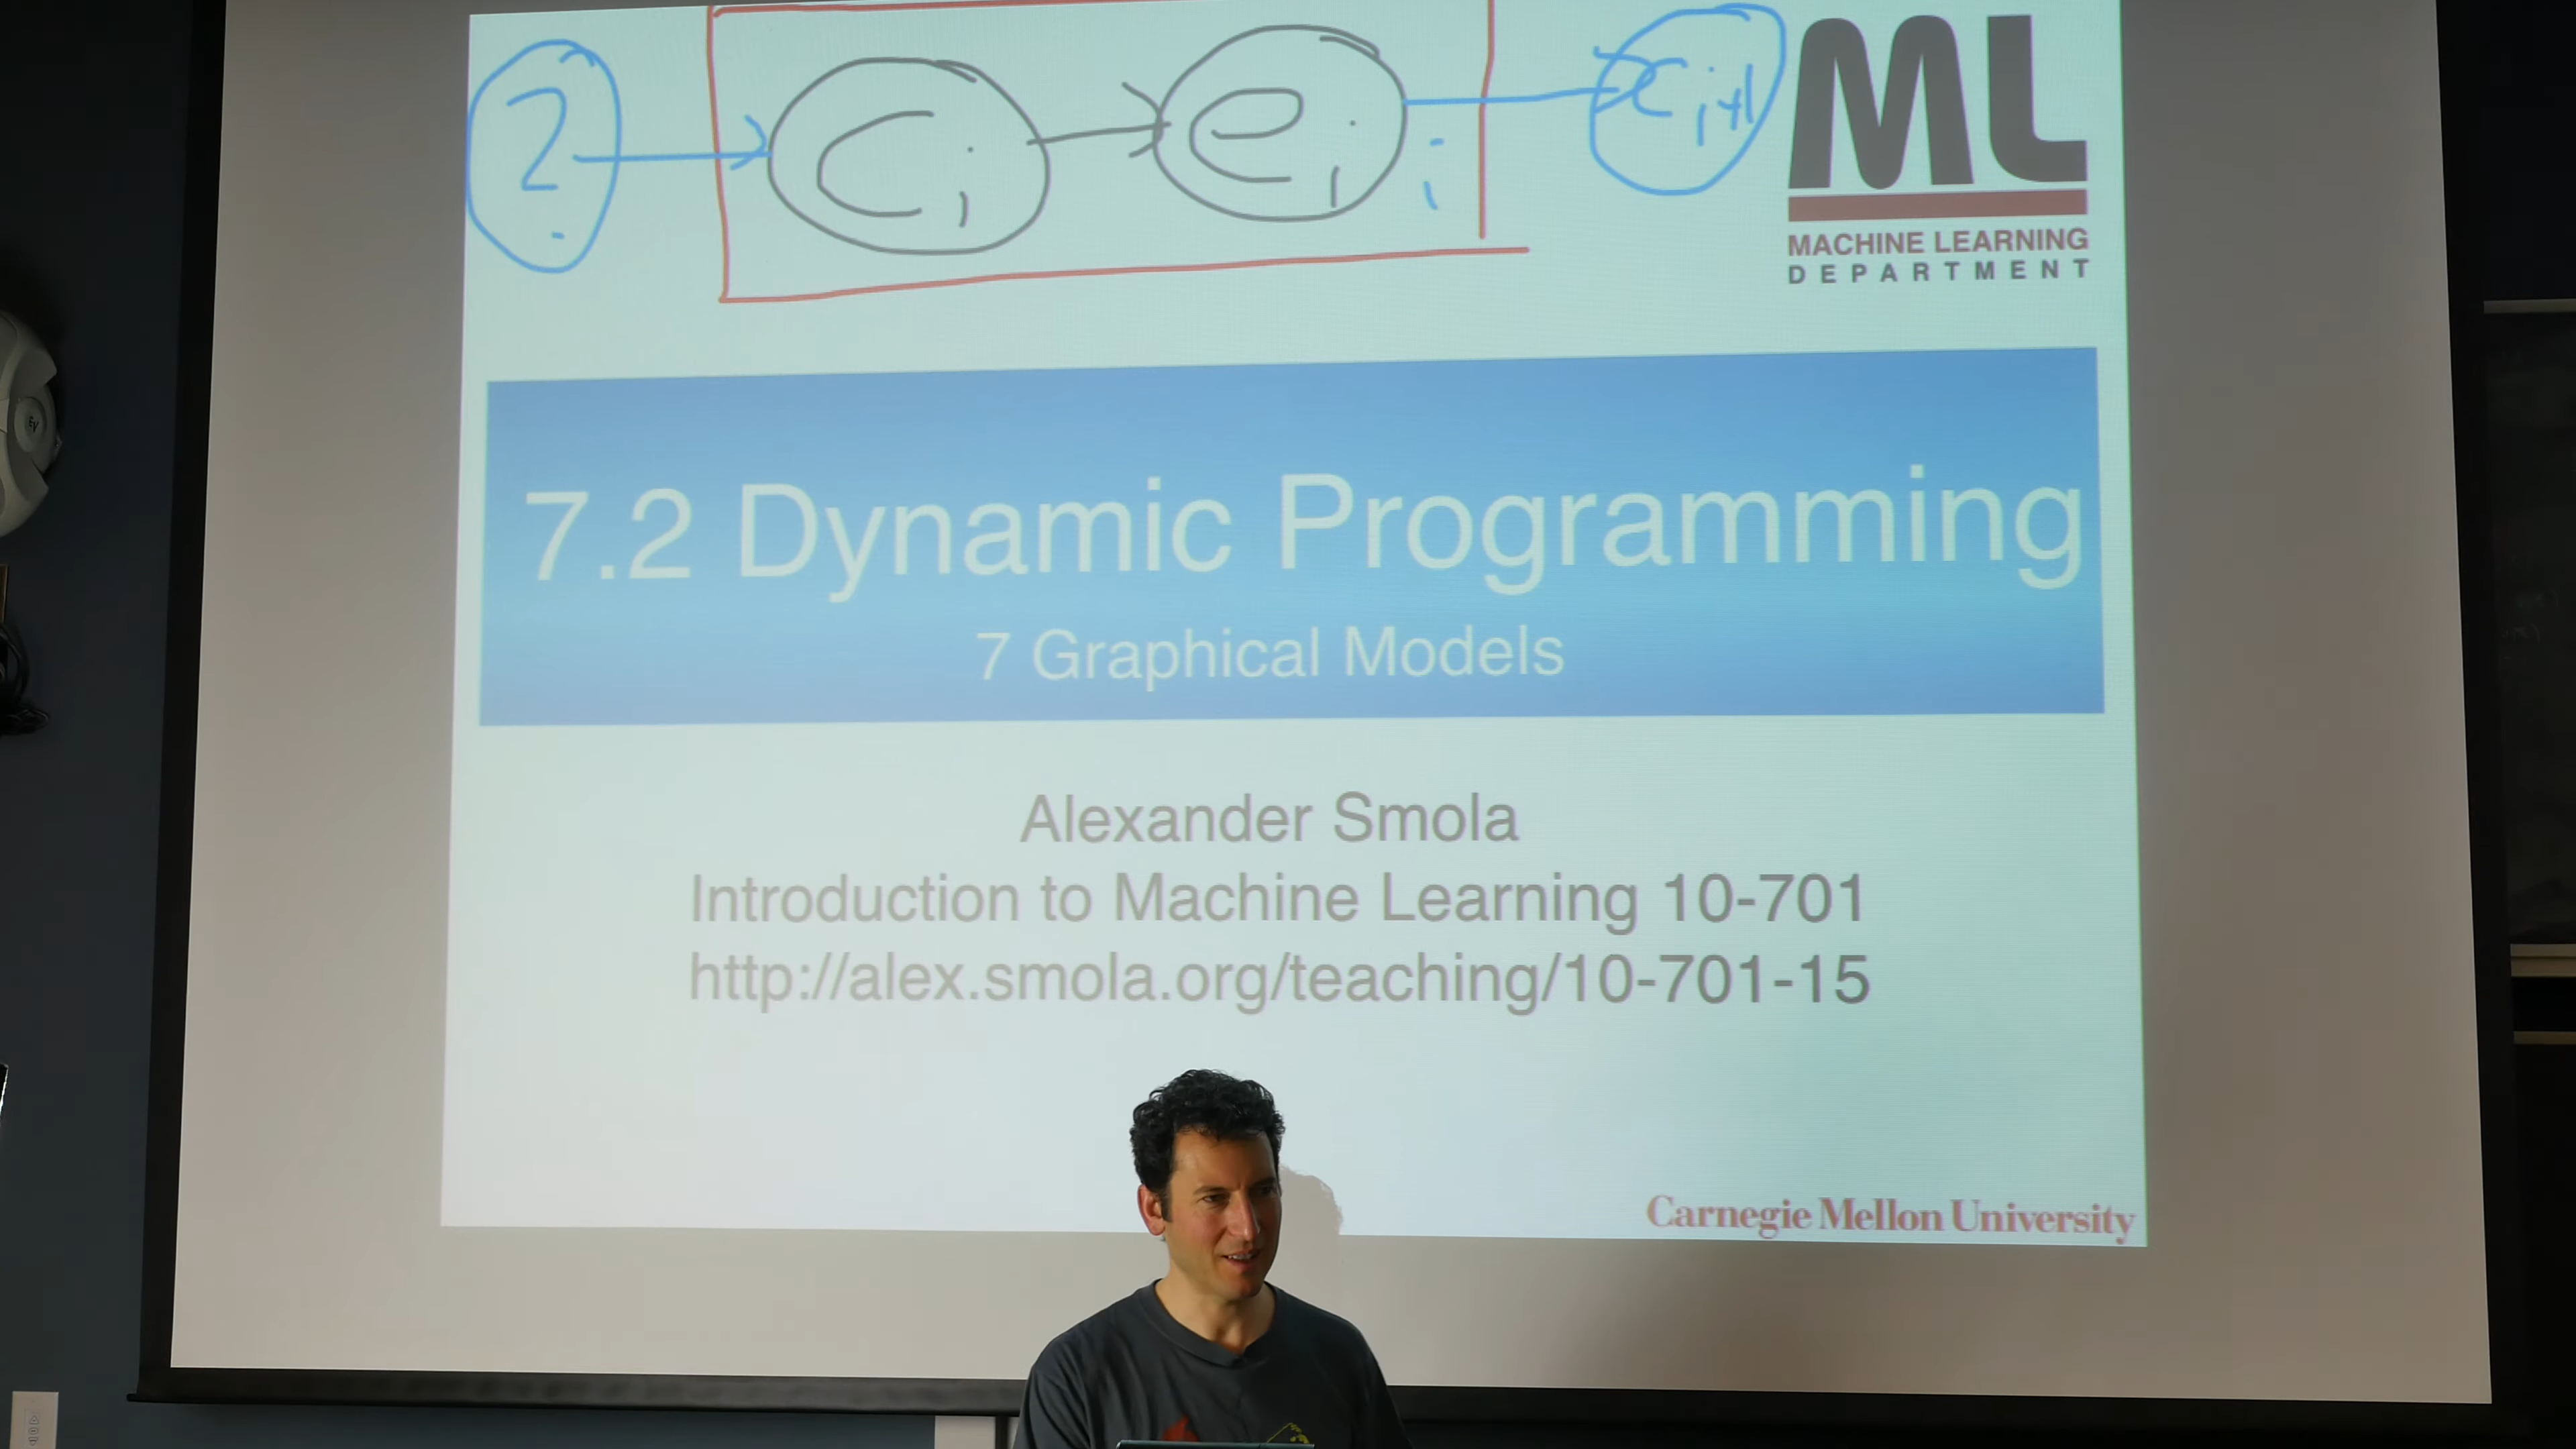 ?
C i
e i
i
C i+1
ML
MACHINE LEARNING
DEPARTMENT
7.2 Dynamic Programming
7 Graphical Models
Alexander Smola
Introduction to Machine Learning 10-701
http://alex.smola.org/teaching/10-701-15
Carnegie Mellon University